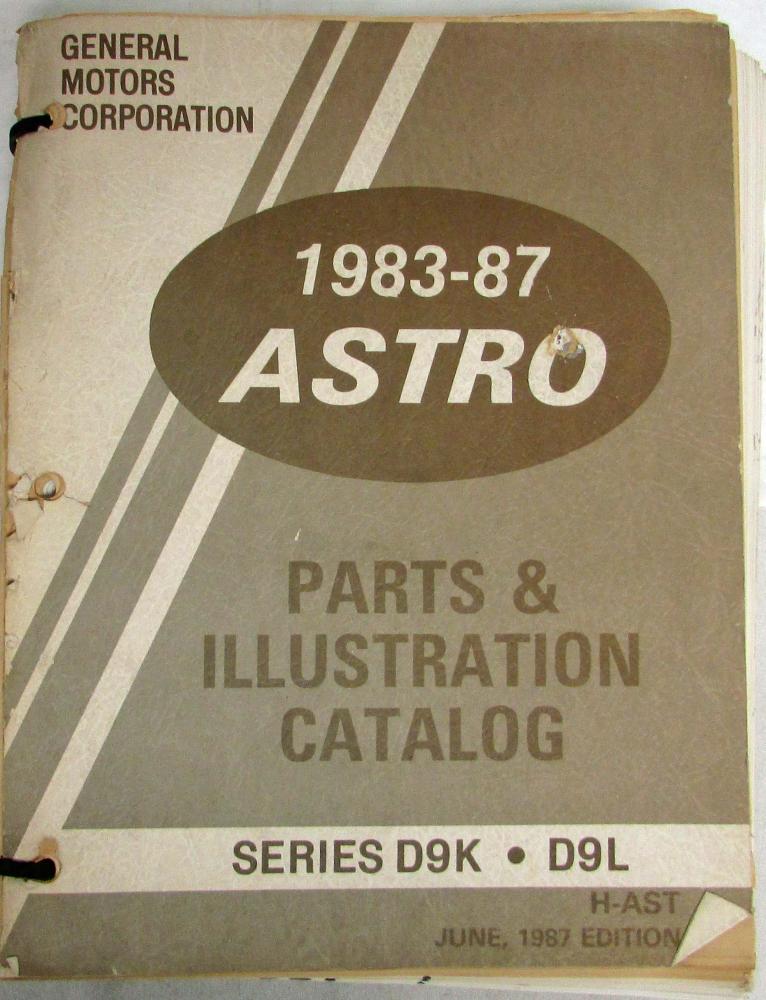 GENERAL
MOTORS
CORPORATION
1983-87
ASTRO
PARTS &
ILLUSTRATION
CATALOG
SERIES D9K • D9L
H-AST
JUNE, 1987 EDITION